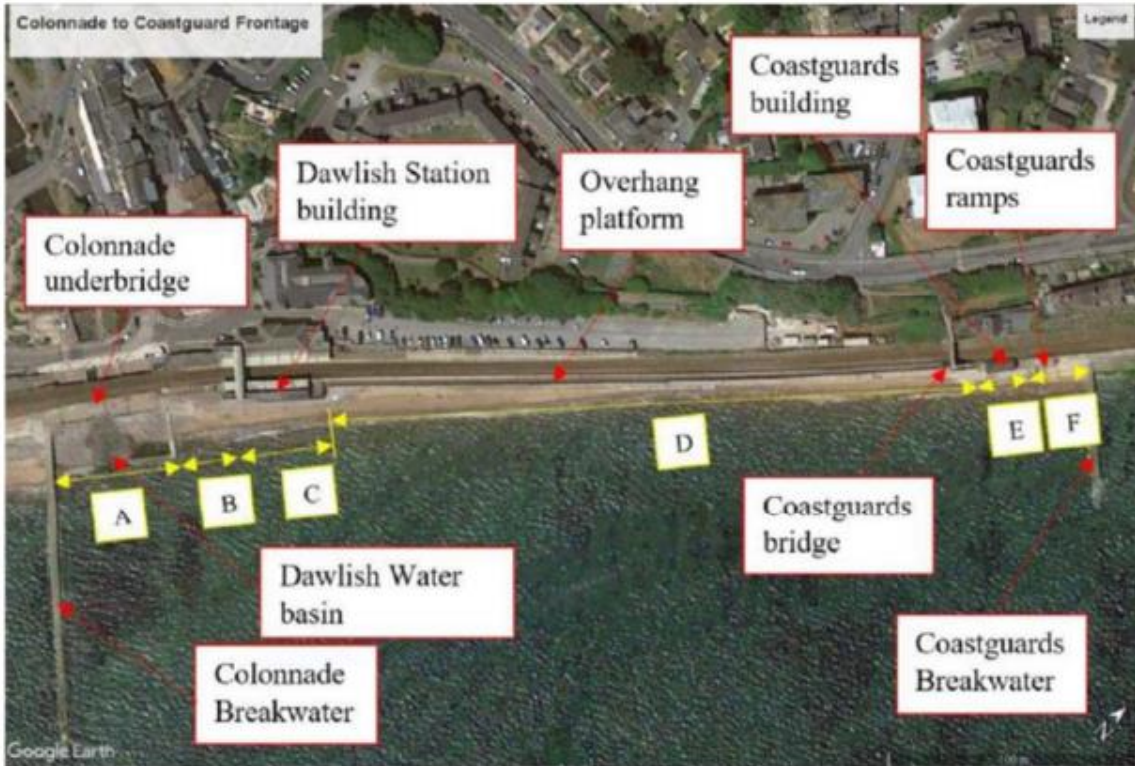 Colonnade to Coastguard Frontage
Legend
Coastguards
building
Dawlish Station
building
Overhang
platform
Coastguards
ramps
Colonnade
underbridge
A
B
C
D
E
F
Dawlish Water
basin
Coastguards
bridge
Colonnade
Breakwater
Coastguards
Breakwater
Google Earth
N
100 m